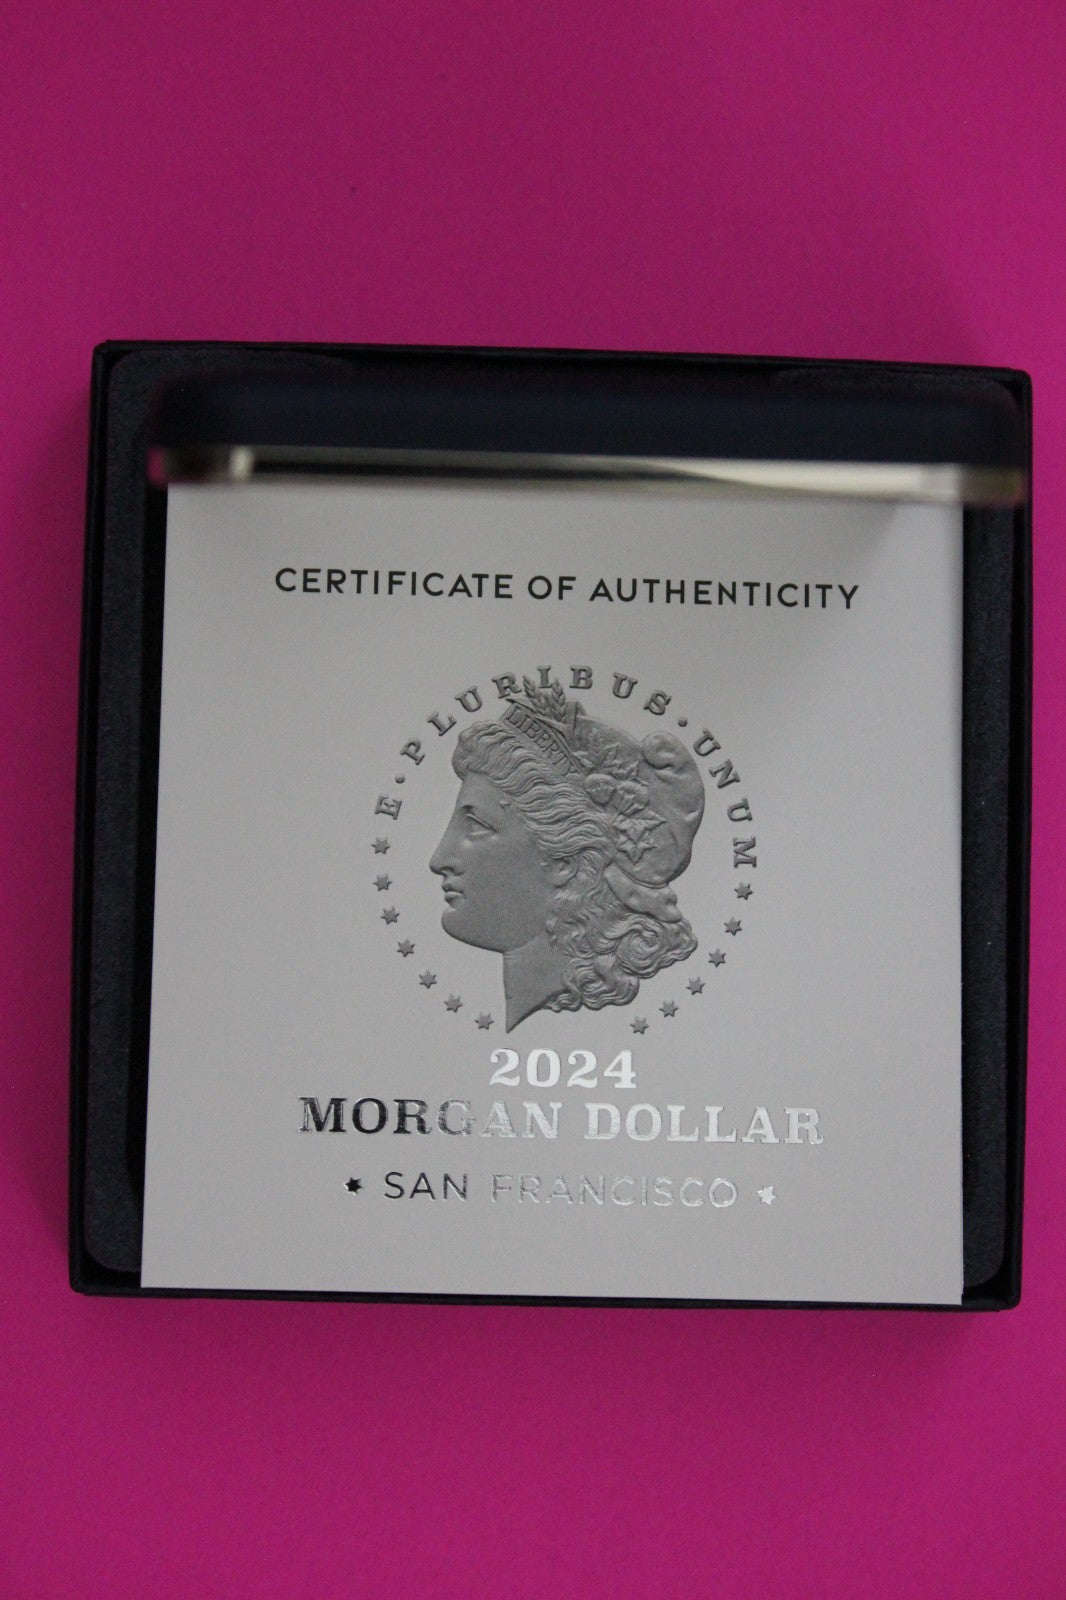 CERTIFICATE OF AUTHENTICITY
E · PLURIBUS · UNUM
LIBERTY
2024
MORGAN DOLLAR
SAN FRANCISCO